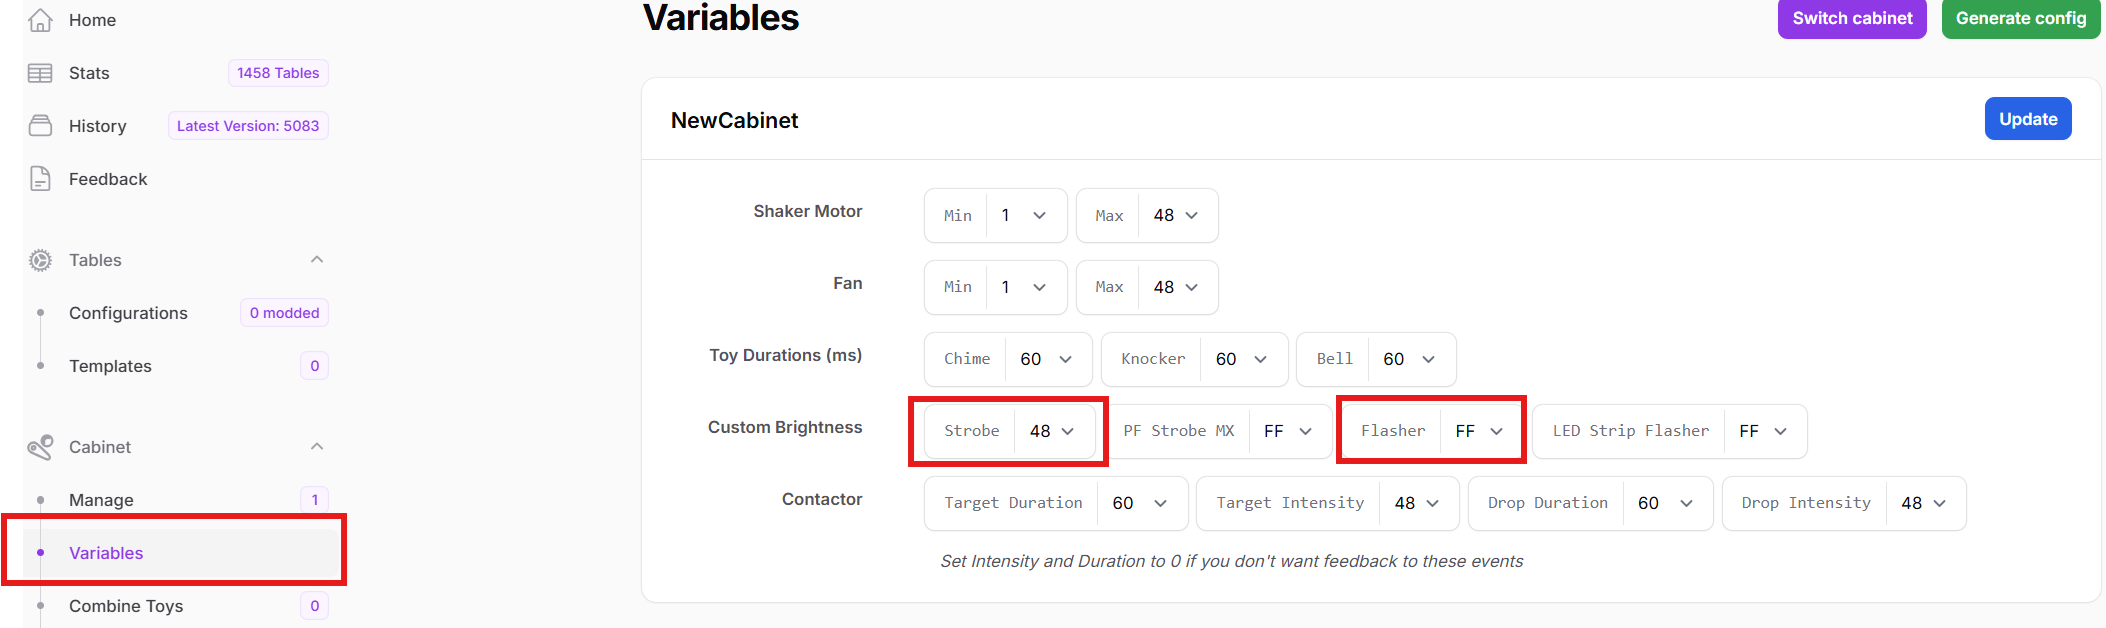 Home
Stats
1458 Tables
History
Latest Version: 5083
Feedback
Tables
Configurations
0 modded
Templates
0
Cabinet
Manage
1
Variables
Combine Toys
0
Variables
Switch cabinet
Generate config
NewCabinet
Update
Shaker Motor
Min 1
Max 48
Fan
Min 1
Max 48
Toy Durations (ms)
Chime 60
Knocker 60
Bell 60
Custom Brightness
Strobe 48
PF Strobe MX FF
Flasher FF
LED Strip Flasher FF
Contactor
Target Duration 60
Target Intensity 48
Drop Duration 60
Drop Intensity 48
Set Intensity and Duration to 0 if you don't want feedback to these events